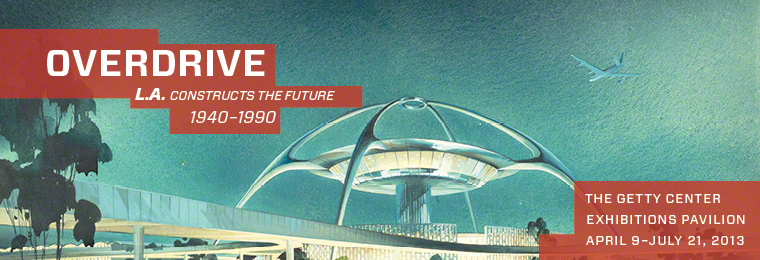 OVERDRIVE
L.A. CONSTRUCTS THE FUTURE
1940–1990
THE GETTY CENTER
EXHIBITIONS PAVILION
APRIL 9–JULY 21, 2013